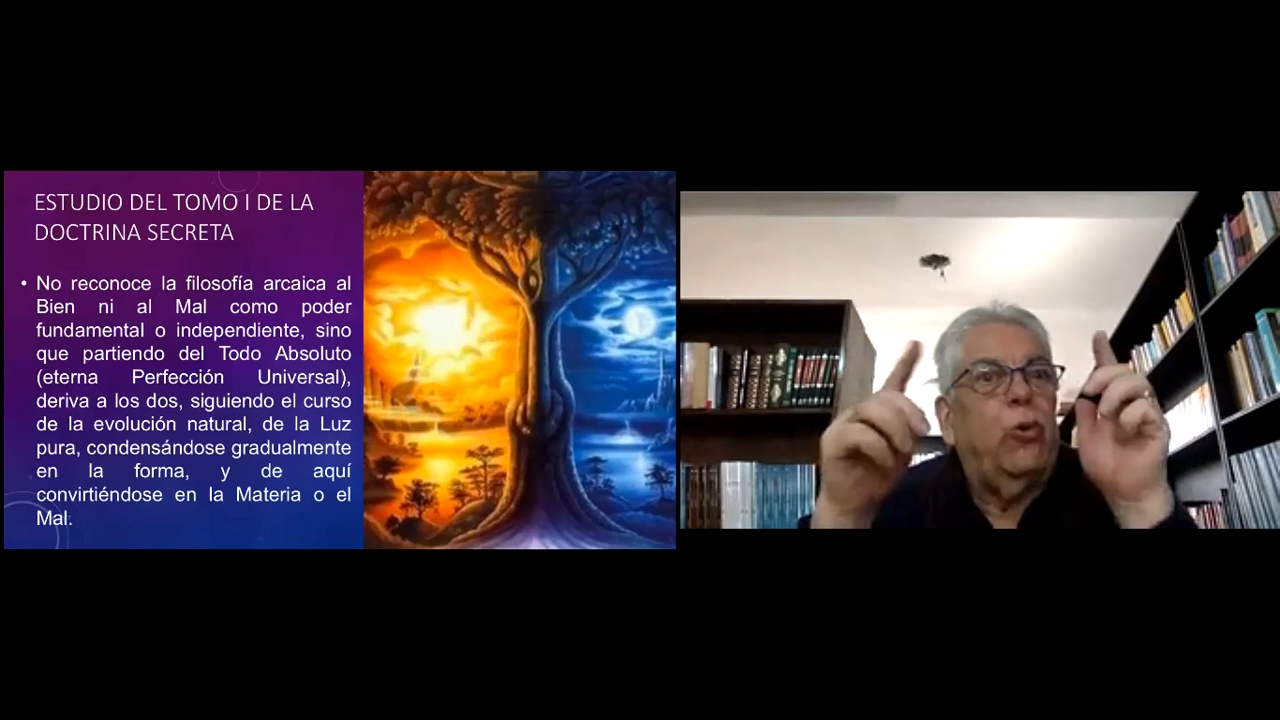 ESTUDIO DEL TOMO I DE LA
DOCTRINA SECRETA
• No reconoce la filosofía arcaica al
Bien ni al Mal como poder
fundamental o independiente, sino
que partiendo del Todo Absoluto
(eterna Perfección Universal),
deriva a los dos, siguiendo el curso
de la evolución natural, de la Luz
pura, condensándose gradualmente
en la forma, y de aquí
convirtiéndose en la Materia o el
Mal.